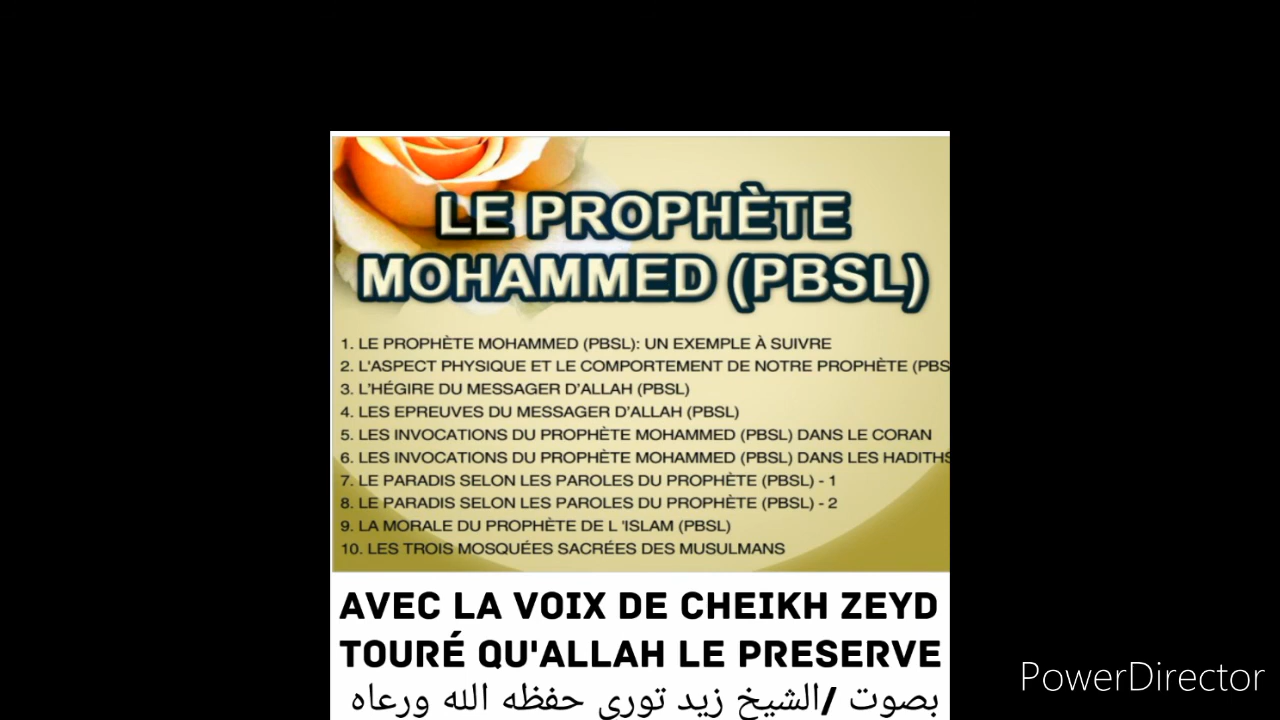 LE PROPHÈTE
MOHAMMED (PBSL)
1. LE PROPHÈTE MOHAMMED (PBSL): UN EXEMPLE À SUIVRE
2. L'ASPECT PHYSIQUE ET LE COMPORTEMENT DE NOTRE PROPHÈTE (PBS
3. L'HÉGIRE DU MESSAGER D'ALLAH (PBSL)
4. LES EPREUVES DU MESSAGER D'ALLAH (PBSL)
5. LES INVOCATIONS DU PROPHÈTE MOHAMMED (PBSL) DANS LE CORAN
6. LES INVOCATIONS DU PROPHÈTE MOHAMMED (PBSL) DANS LES HADITHS
7. LE PARADIS SELON LES PAROLES DU PROPHÈTE (PBSL) - 1
8. LE PARADIS SELON LES PAROLES DU PROPHÈTE (PBSL) - 2
9. LA MORALE DU PROPHÈTE DE L 'ISLAM (PBSL)
10. LES TROIS MOSQUÉES SACRÉES DES MUSULMANS
AVEC LA VOIX DE CHEIKH ZEYD
TOURÉ QU'ALLAH LE PRESERVE
بصوت /الشيخ زيد تورى حفظه الله ورعاه
PowerDirector